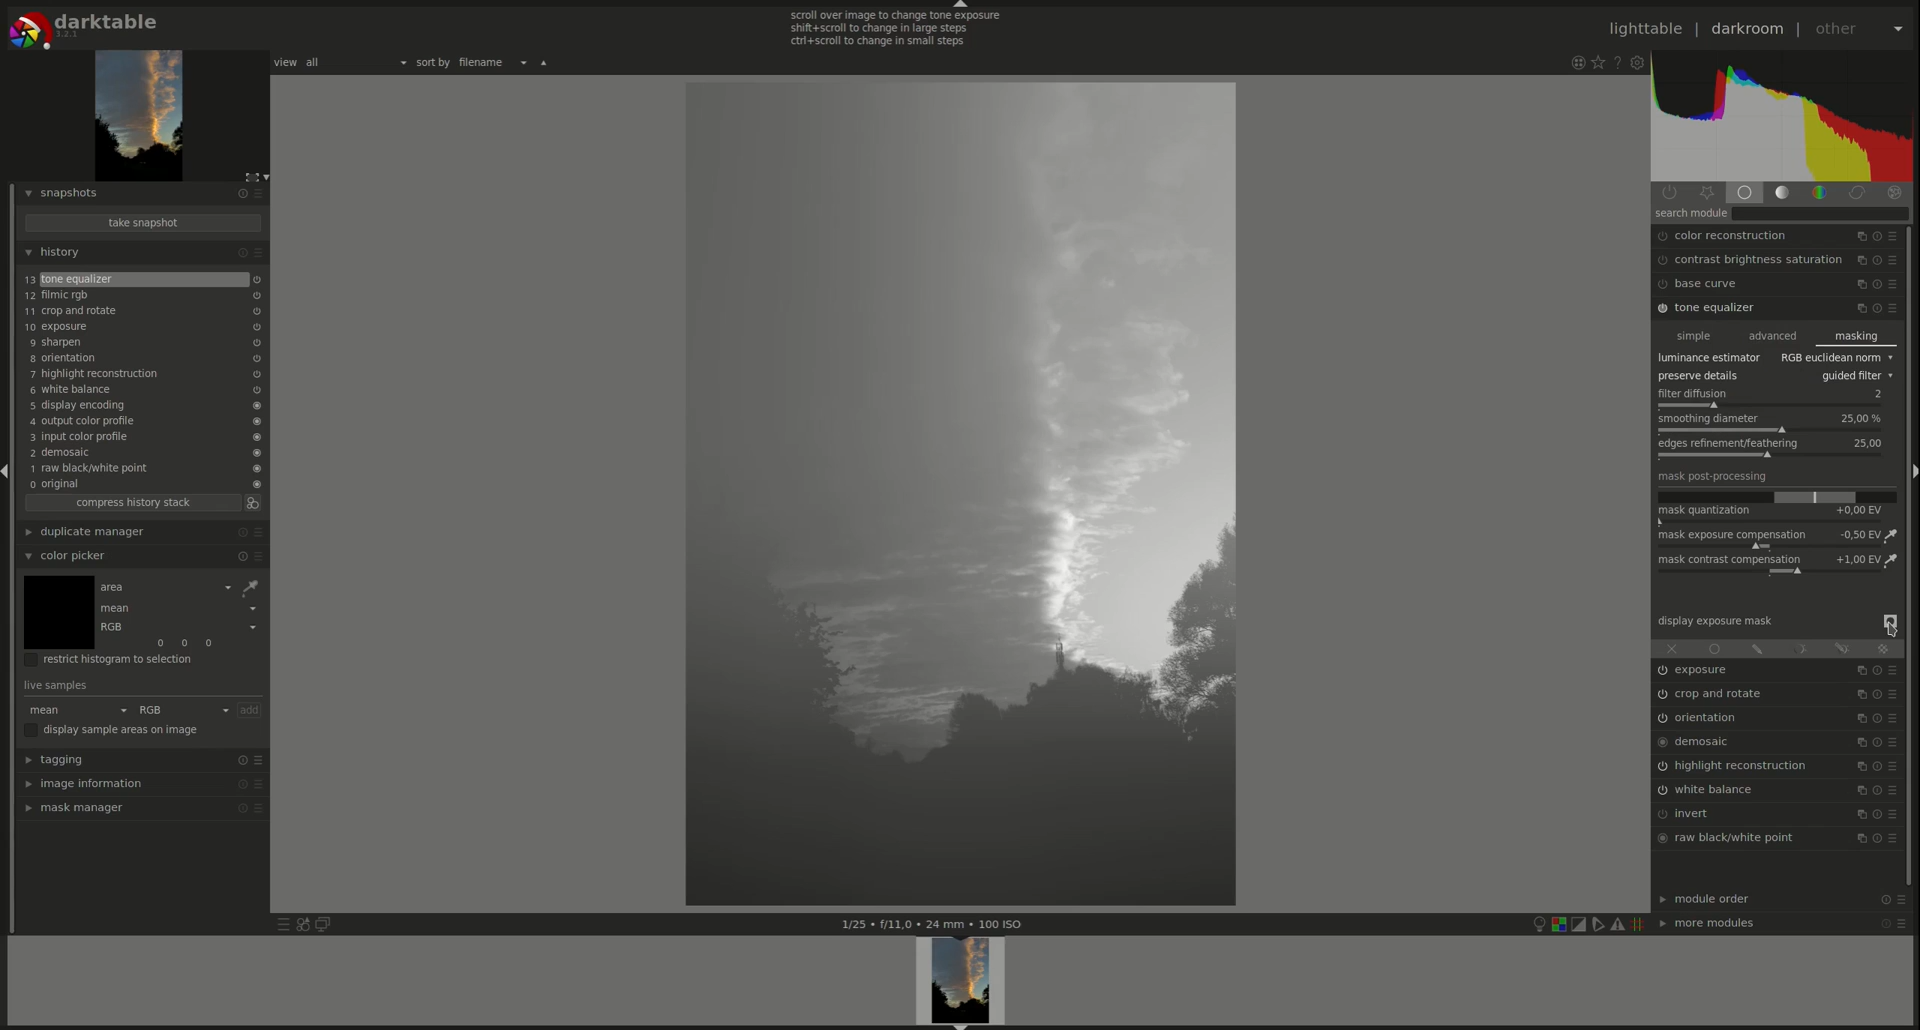 darktable
3.2.1
scroll over image to change tone exposure
shift+scroll to change in large steps
ctrl+scroll to change in small steps
lighttable | darkroom | other
view all sort by filename
snapshots
take snapshot
history
13 tone equalizer
12 filmic rgb
11 crop and rotate
10 exposure
9 sharpen
8 orientation
7 highlight reconstruction
6 white balance
5 display encoding
4 output color profile
3 input color profile
2 demosaic
1 raw black/white point
0 original
compress history stack
duplicate manager
color picker
area
mean
RGB
0 0 0
restrict histogram to selection
live samples
mean RGB add
display sample areas on image
tagging
image information
mask manager
1/25 • f/11,0 • 24 mm • 100 ISO
search module
color reconstruction
contrast brightness saturation
base curve
tone equalizer
simple advanced masking
luminance estimator RGB euclidean norm
preserve details guided filter
filter diffusion 2
smoothing diameter 25,00 %
edges refinement/feathering 25,00
mask post-processing
mask quantization +0,00 EV
mask exposure compensation -0,50 EV
mask contrast compensation +1,00 EV
display exposure mask
exposure
crop and rotate
orientation
demosaic
highlight reconstruction
white balance
invert
raw black/white point
module order
more modules